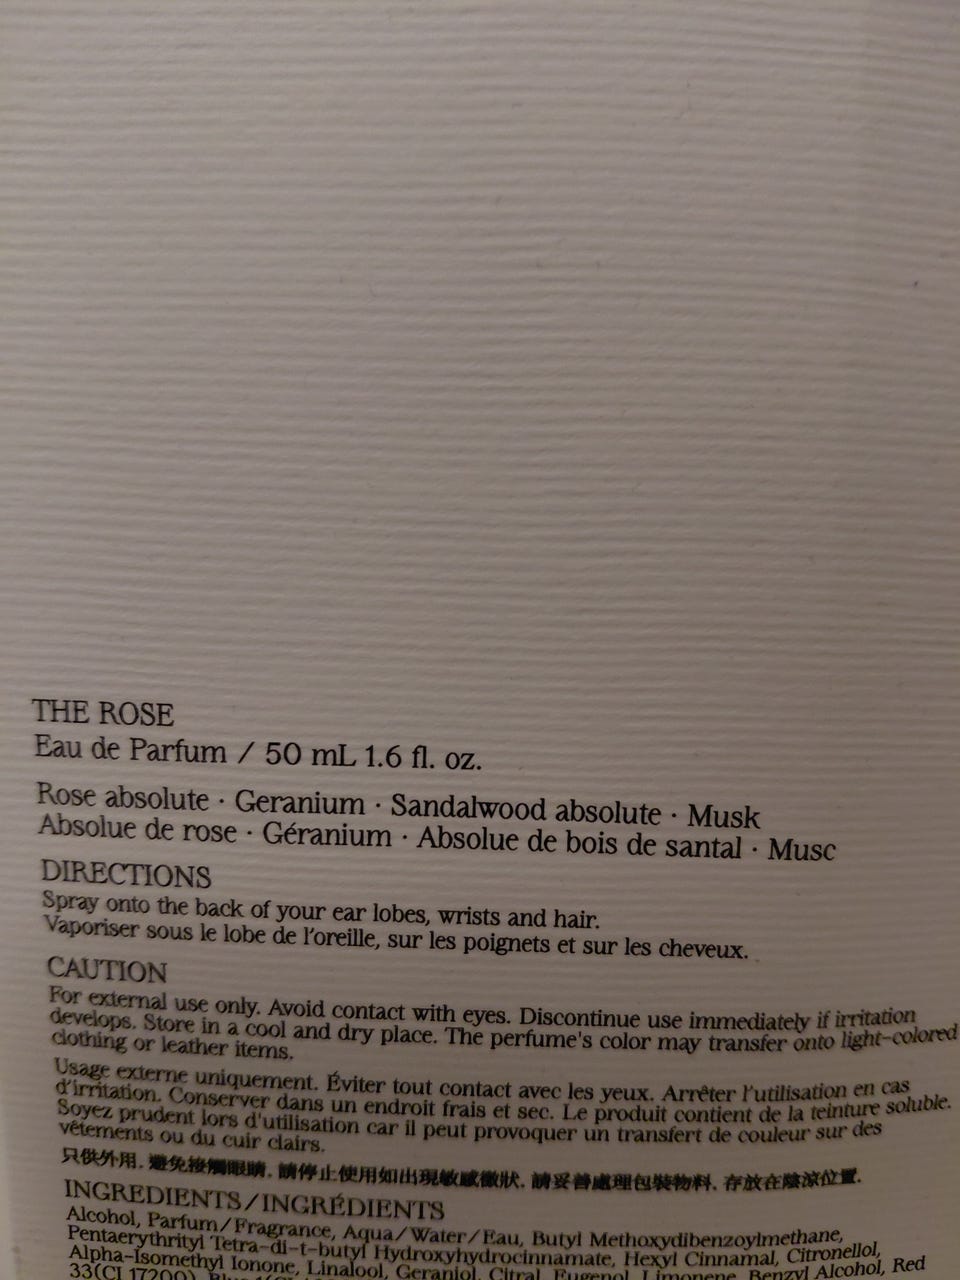 THE ROSE
Eau de Parfum / 50 mL 1.6 fl. oz.
Rose absolute · Geranium · Sandalwood absolute · Musk
Absolue de rose · Géranium · Absolue de bois de santal · Musc
DIRECTIONS
Spray onto the back of your ear lobes, wrists and hair.
Vaporiser sous le lobe de l'oreille, sur les poignets et sur les cheveux.
CAUTION
For external use only. Avoid contact with eyes. Discontinue use immediately if irritation
develops. Store in a cool and dry place. The perfume's color may transfer onto light-colored
clothing or leather items.
Usage externe uniquement. Éviter tout contact avec les yeux. Arrêter l'utilisation en cas
d'irritation. Conserver dans un endroit frais et sec. Le produit contient de la teinture soluble.
Soyez prudent lors d'utilisation car il peut provoquer un transfert de couleur sur des
vêtements ou du cuir clairs.
只供外用. 避免接觸眼睛. 請停止使用如出現敏感徵狀. 請妥善處理包裝物料. 存放在陰涼位置.
INGREDIENTS/INGRÉDIENTS
Alcohol, Parfum/Fragrance, Aqua/Water/Eau, Butyl Methoxydibenzoylmethane,
Pentaerythrityl Tetra-di-t-butyl Hydroxyhydrocinnamate, Hexyl Cinnamal, Citronellol,
Alpha-Isomethyl Ionone, Linalool, Geraniol, Citral, Eugenol, Limonene, Benzyl Alcohol, Red
33(CI 17200),